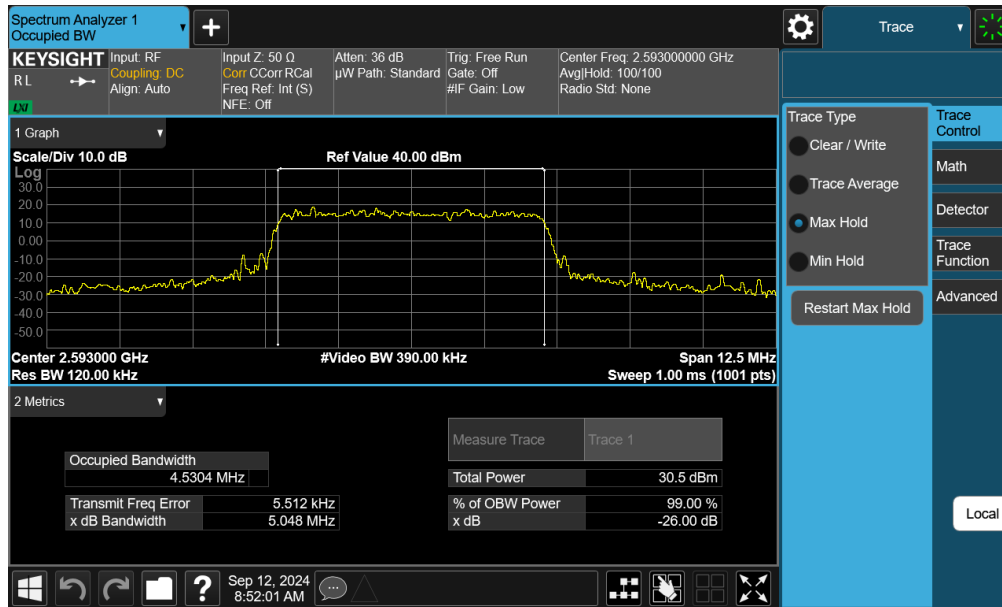 Spectrum Analyzer 1
Occupied BW
+
Trace
KEYSIGHT
R L
LXI
Input: RF
Coupling: DC
Align: Auto
Input Z: 50 Ω
Corr CCorr RCal
Freq Ref: Int (S)
NFE: Off
Atten: 36 dB
µW Path: Standard
Trig: Free Run
Gate: Off
#IF Gain: Low
Center Freq: 2.593000000 GHz
Avg|Hold: 100/100
Radio Std: None
1 Graph
Scale/Div 10.0 dB
Ref Value 40.00 dBm
Log
30.0
20.0
10.0
0.00
-10.0
-20.0
-30.0
-40.0
-50.0
Center 2.593000 GHz
#Video BW 390.00 kHz
Span 12.5 MHz
Res BW 120.00 kHz
Sweep 1.00 ms (1001 pts)
2 Metrics
Measure Trace Trace 1
Occupied Bandwidth
4.5304 MHz
Total Power 30.5 dBm
Transmit Freq Error 5.512 kHz
% of OBW Power 99.00 %
x dB Bandwidth 5.048 MHz
x dB -26.00 dB
Trace Type
Clear / Write
Trace Average
Max Hold
Min Hold
Restart Max Hold
Trace
Control
Math
Detector
Trace
Function
Advanced
Local
?
Sep 12, 2024
8:52:01 AM